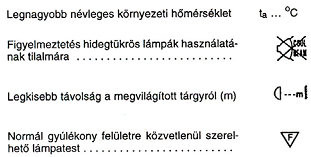 Legnagyobb névleges környezeti hőmérséklet ta ... °C
Figyelmeztetés hidegtükrös lámpák használatá-
nak tilalmára . . . . . . . . . . . . . . . . . . . . . . . . COOL
BEAM
Legkisebb távolság a megvilágított tárgyról (m) ---m
Normál gyúlékony felületre közvetlenül szerel-
hető lámpatest . . . . . . . . . . . . . . . . . . . . . . F